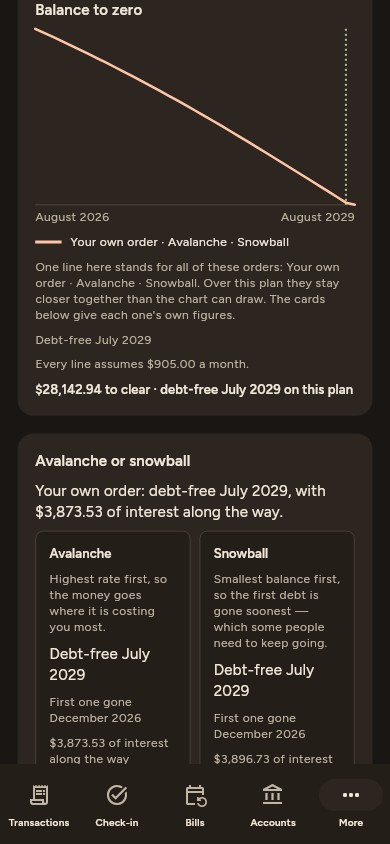 Balance to zero
August 2026
August 2029
Your own order · Avalanche · Snowball
One line here stands for all of these orders: Your own
order · Avalanche · Snowball. Over this plan they stay
closer together than the chart can draw. The cards
below give each one's own figures.
Debt-free July 2029
Every line assumes $905.00 a month.
$28,142.94 to clear · debt-free July 2029 on this plan
Avalanche or snowball
Your own order: debt-free July 2029, with
$3,873.53 of interest along the way.
Avalanche
Highest rate first, so
the money goes
where it is costing
you most.
Debt-free July
2029
First one gone
December 2026
$3,873.53 of interest
along the way
Snowball
Smallest balance first,
so the first debt is
gone soonest —
which some people
need to keep going.
Debt-free July
2029
First one gone
December 2026
$3,896.73 of interest
Transactions
Check-in
Bills
Accounts
More